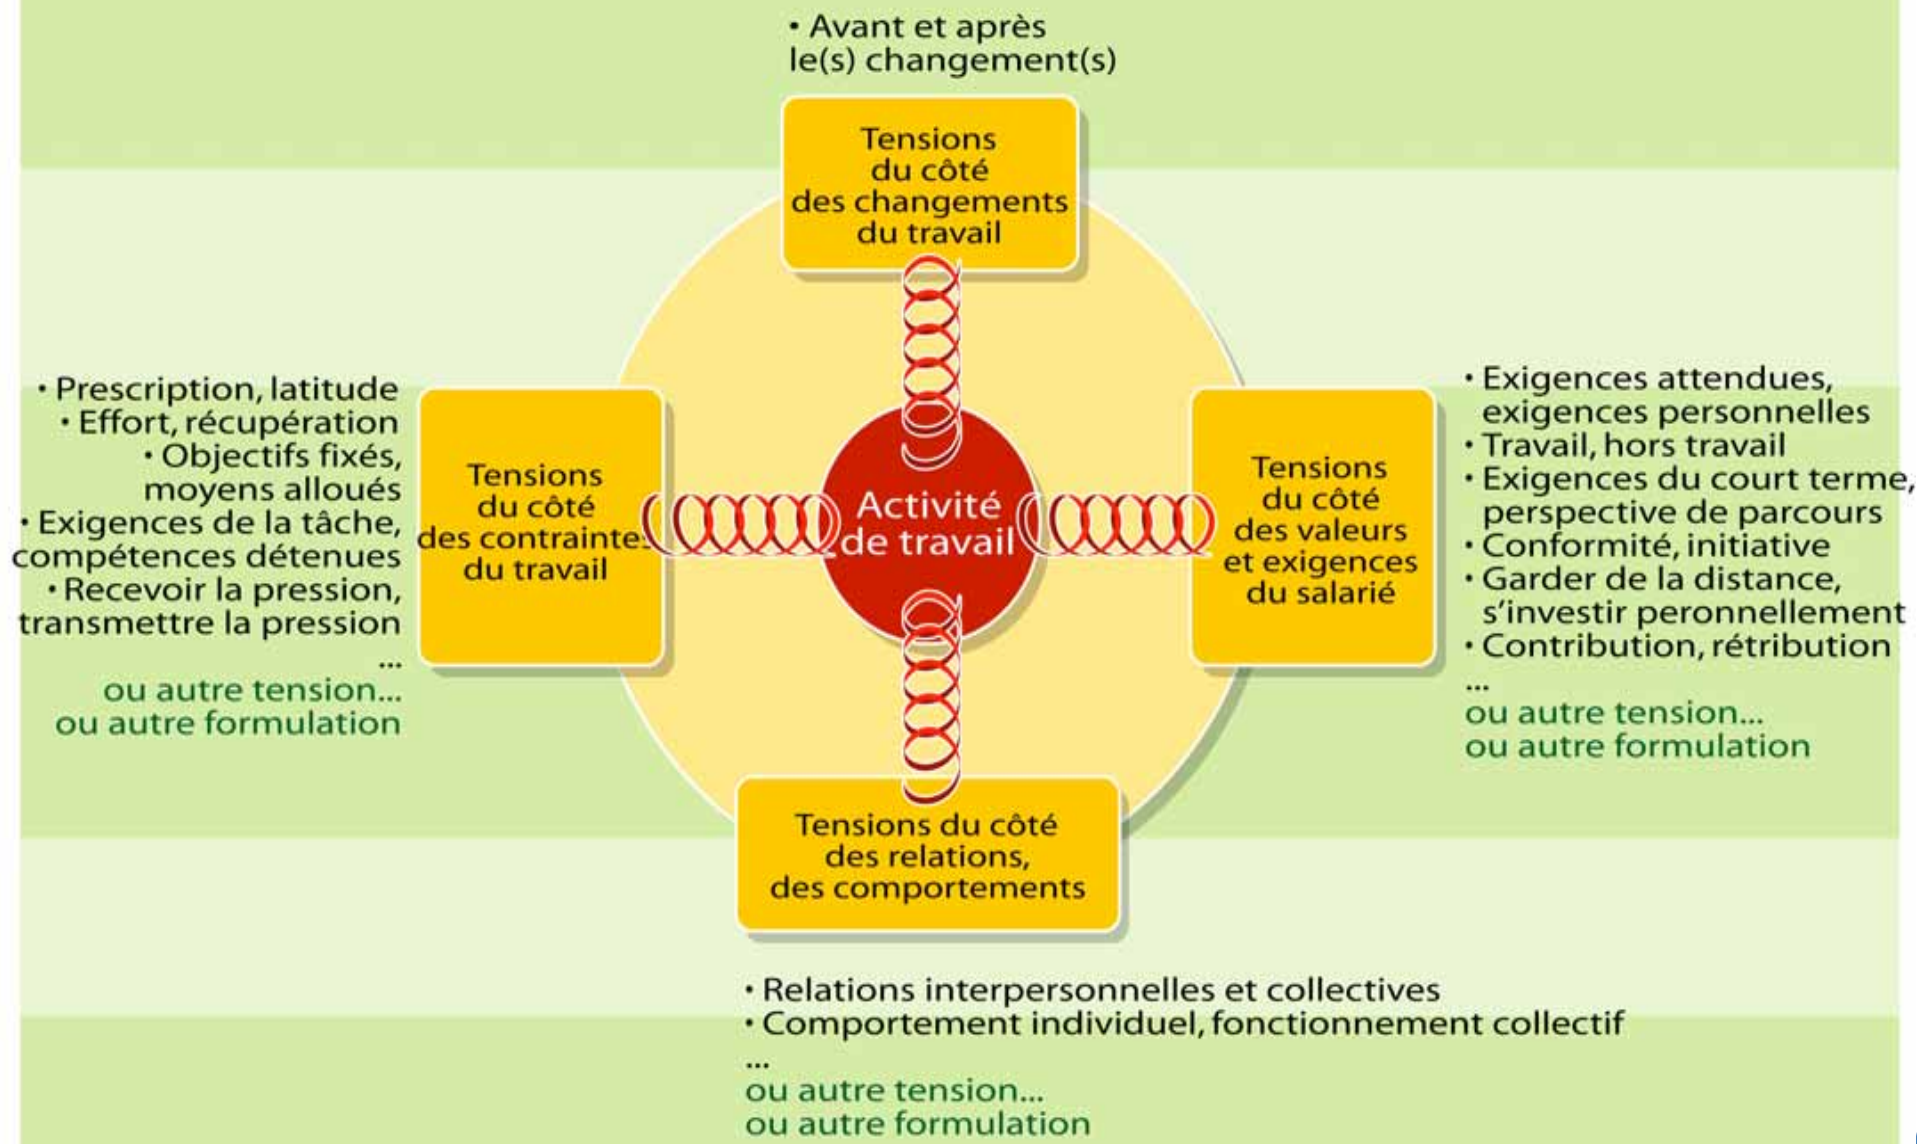 • Avant et après
le(s) changement(s)
Tensions
du côté
des changements
du travail
• Prescription, latitude
• Effort, récupération
• Objectifs fixés,
moyens alloués
• Exigences de la tâche,
compétences détenues
• Recevoir la pression,
transmettre la pression
...
ou autre tension...
ou autre formulation
Tensions
du côté
des contraintes
du travail
Activité
de travail
Tensions
du côté
des valeurs
et exigences
du salarié
• Exigences attendues,
exigences personnelles
• Travail, hors travail
• Exigences du court terme,
perspective de parcours
• Conformité, initiative
• Garder de la distance,
s'investir peronnellement
• Contribution, rétribution
...
ou autre tension...
ou autre formulation
Tensions du côté
des relations,
des comportements
• Relations interpersonnelles et collectives
• Comportement individuel, fonctionnement collectif
...
ou autre tension...
ou autre formulation